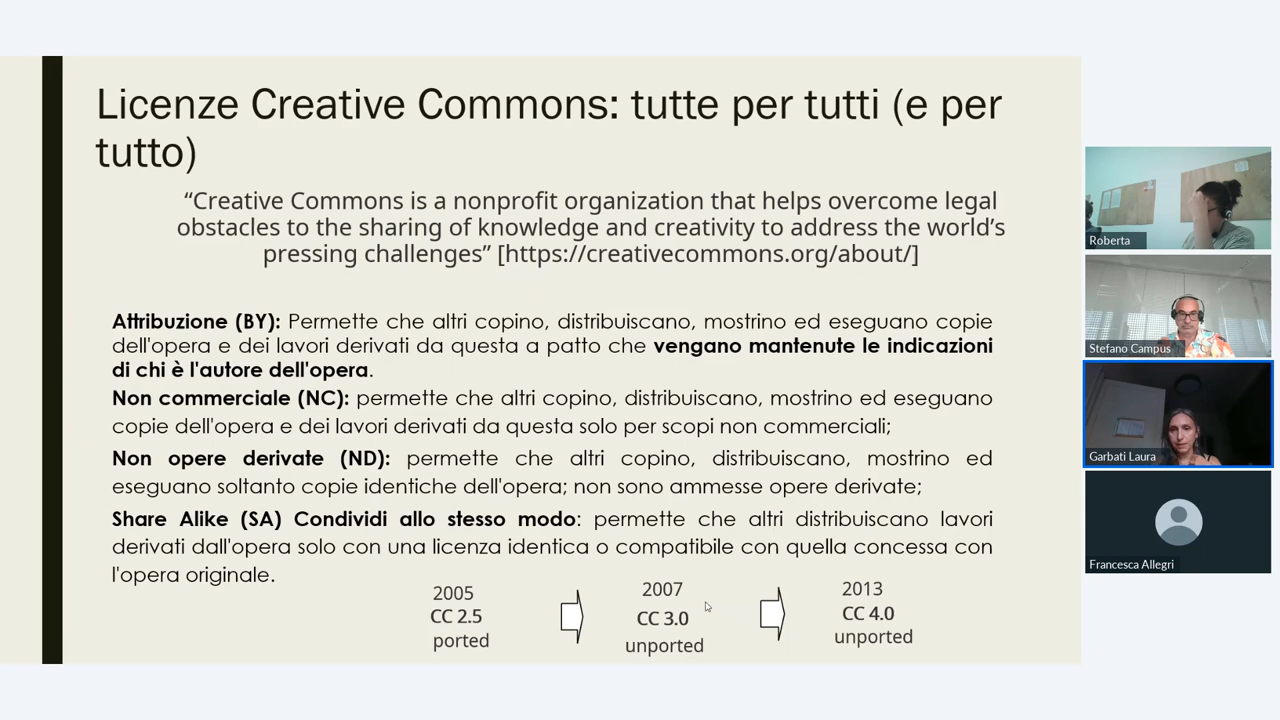 Licenze Creative Commons: tutte per tutti (e per
tutto)
“Creative Commons is a nonprofit organization that helps overcome legal
obstacles to the sharing of knowledge and creativity to address the world’s
pressing challenges” [https://creativecommons.org/about/]
Attribuzione (BY): Permette che altri copino, distribuiscano, mostrino ed eseguano copie
dell'opera e dei lavori derivati da questa a patto che vengano mantenute le indicazioni
di chi è l'autore dell'opera.
Non commerciale (NC): permette che altri copino, distribuiscano, mostrino ed eseguano
copie dell'opera e dei lavori derivati da questa solo per scopi non commerciali;
Non opere derivate (ND): permette che altri copino, distribuiscano, mostrino ed
eseguano soltanto copie identiche dell'opera; non sono ammesse opere derivate;
Share Alike (SA) Condividi allo stesso modo: permette che altri distribuiscano lavori
derivati dall'opera solo con una licenza identica o compatibile con quella concessa con
l'opera originale.
2005
CC 2.5
ported
2007
CC 3.0
unported
2013
CC 4.0
unported
Roberta
Stefano Campus
Garbati Laura
Francesca Allegri